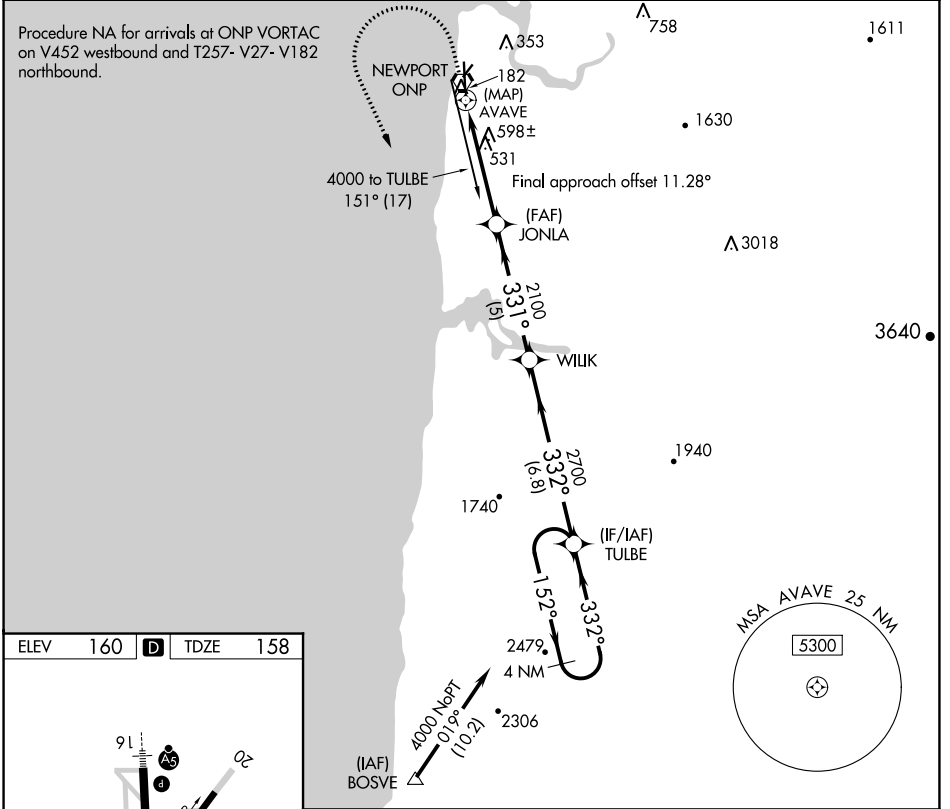 Procedure NA for arrivals at ONP VORTAC
on V452 westbound and T257- V27- V182
northbound.
758
1611
353
NEWPORT
ONP
182
(MAP)
AVAVE
1630
598±
531
4000 to TULBE
151° (17)
Final approach offset 11.28°
(FAF)
JONLA
3018
2100
331°
(5)
3640
WILIK
1940
2700
332°
(6.8)
1740
(IF/IAF)
TULBE
152°
332°
MSA AVAVE 25 NM
5300
2479
4 NM
4000 NoPT
019°
(10.2)
2306
(IAF)
BOSVE
ELEV 160 D TDZE 158
16
A5
P
20